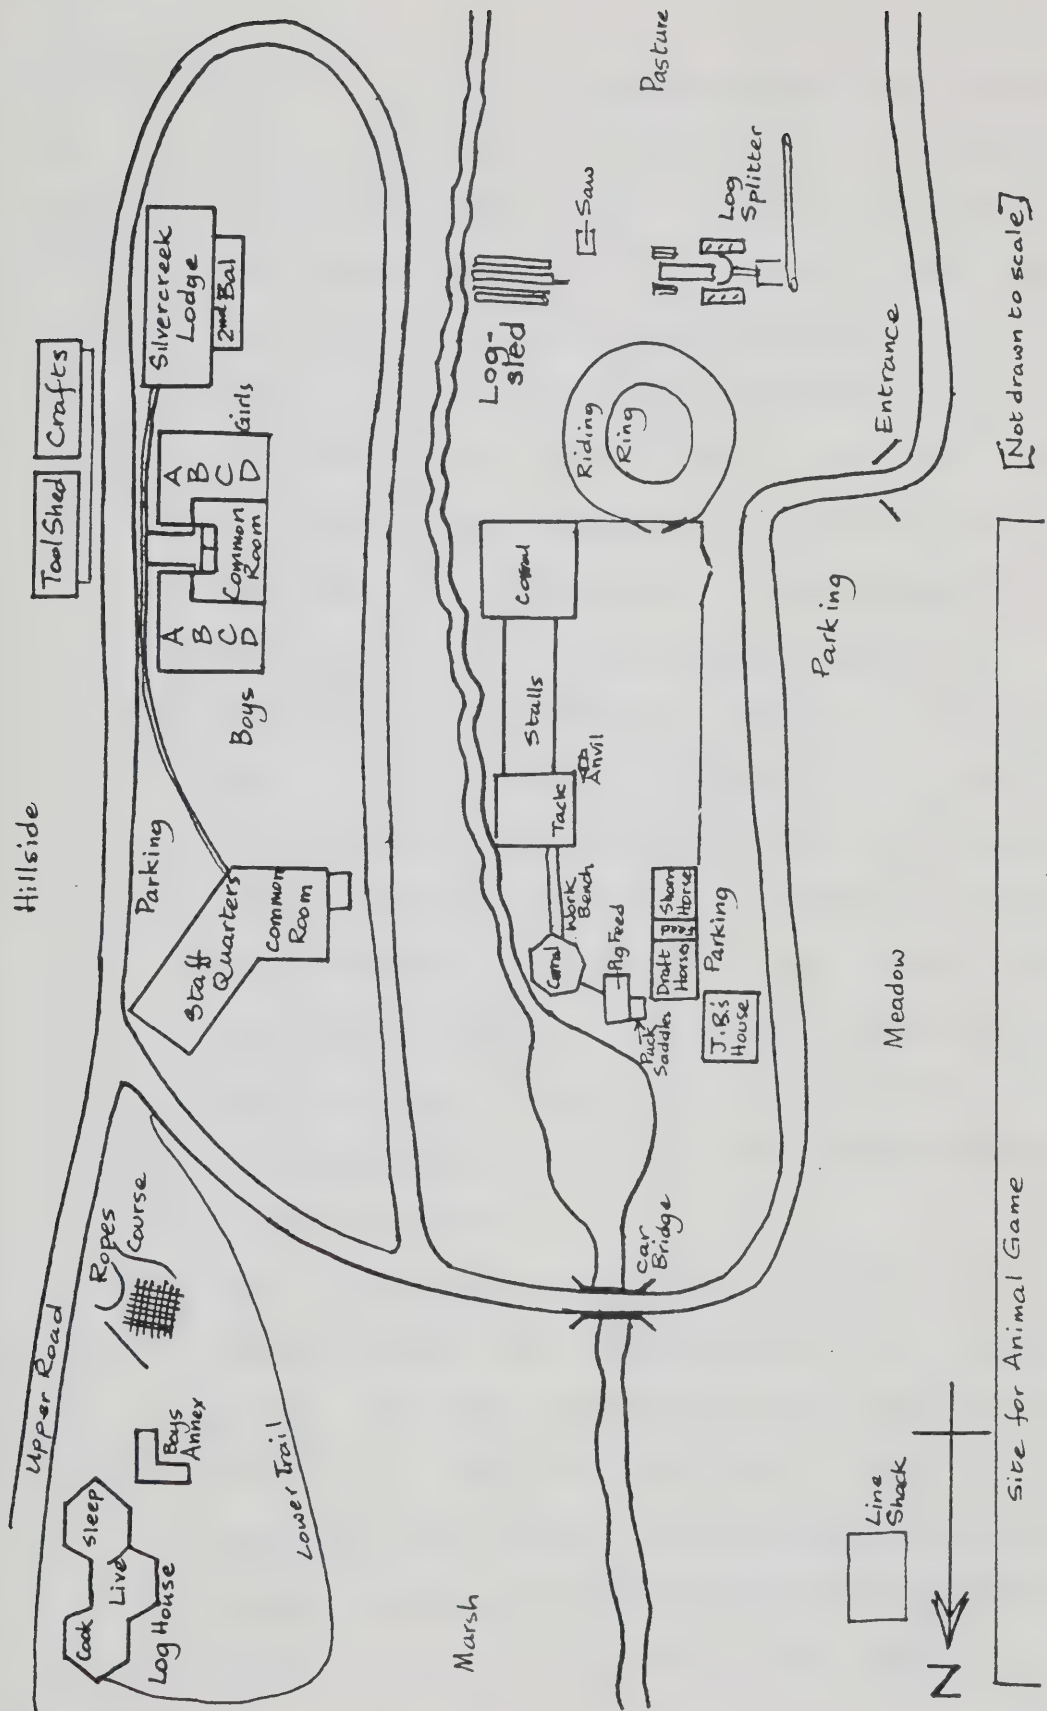 Hillside
Upper Road
Tool Shed
Crafts
Parking
Silvercreek
Lodge
2nd Bal
Girls
A
B
C
D
Common
Room
A
B
C
D
Boys
Staff
Quarters
Common
Room
Ropes
Course
Boys
Annex
Cook
Live
Sleep
Log House
Lower Trail
Marsh
Car
Bridge
Log-
sled
Saw
Pasture
Log
Splitter
Riding
Ring
Corral
Stalls
Tack
Anvil
Work
Bench
Corral
Pig Feed
Pack
Saddles
Draft
Horses
Shorn
Horse
Parking
J.B.'s
House
Entrance
Parking
Meadow
Line
Shack
N
[Not drawn to scale]
Site for Animal Game